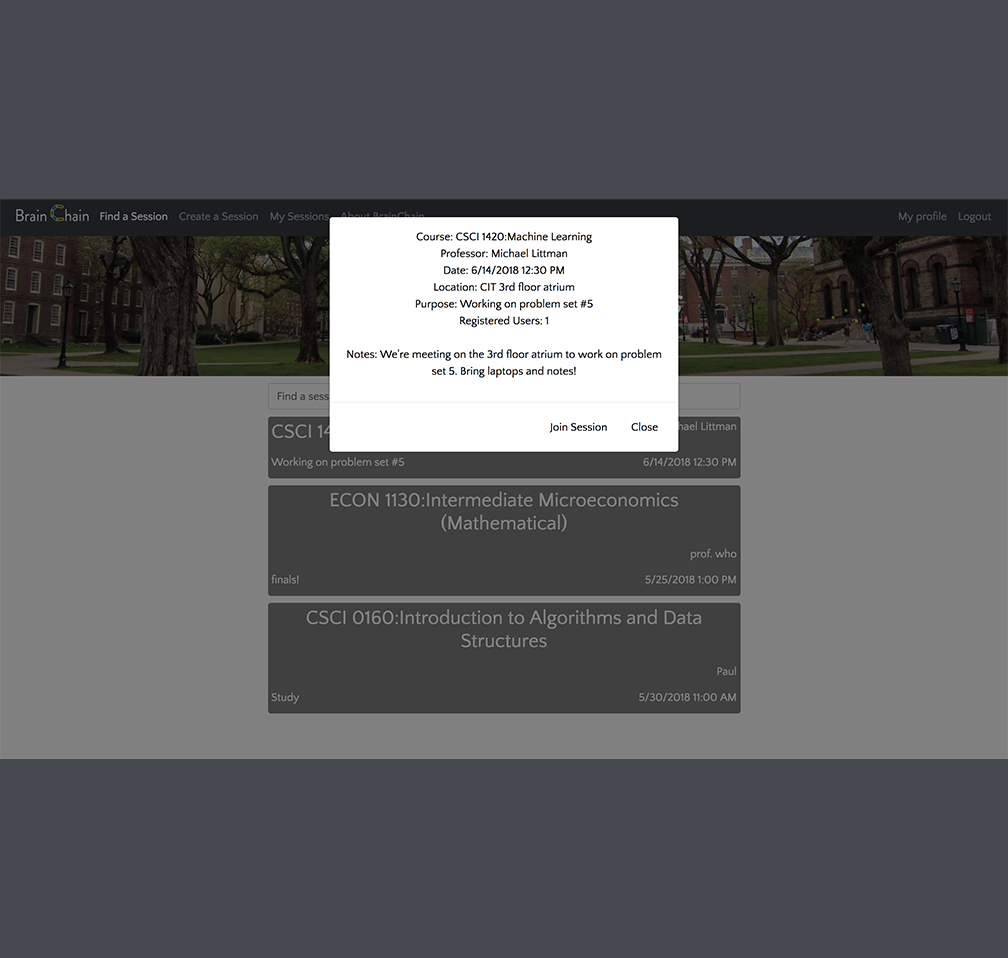 Brain Chain
Find a Session
Create a Session
My Sessions
About BrainChain
My profile
Logout
Course: CSCI 1420:Machine Learning
Professor: Michael Littman
Date: 6/14/2018 12:30 PM
Location: CIT 3rd floor atrium
Purpose: Working on problem set #5
Registered Users: 1
Notes: We're meeting on the 3rd floor atrium to work on problem
set 5. Bring laptops and notes!
Join Session
Close
Find a sess
CSCI 14
hael Littman
Working on problem set #5
6/14/2018 12:30 PM
ECON 1130:Intermediate Microeconomics
(Mathematical)
prof. who
finals!
5/25/2018 1:00 PM
CSCI 0160:Introduction to Algorithms and Data
Structures
Paul
Study
5/30/2018 11:00 AM